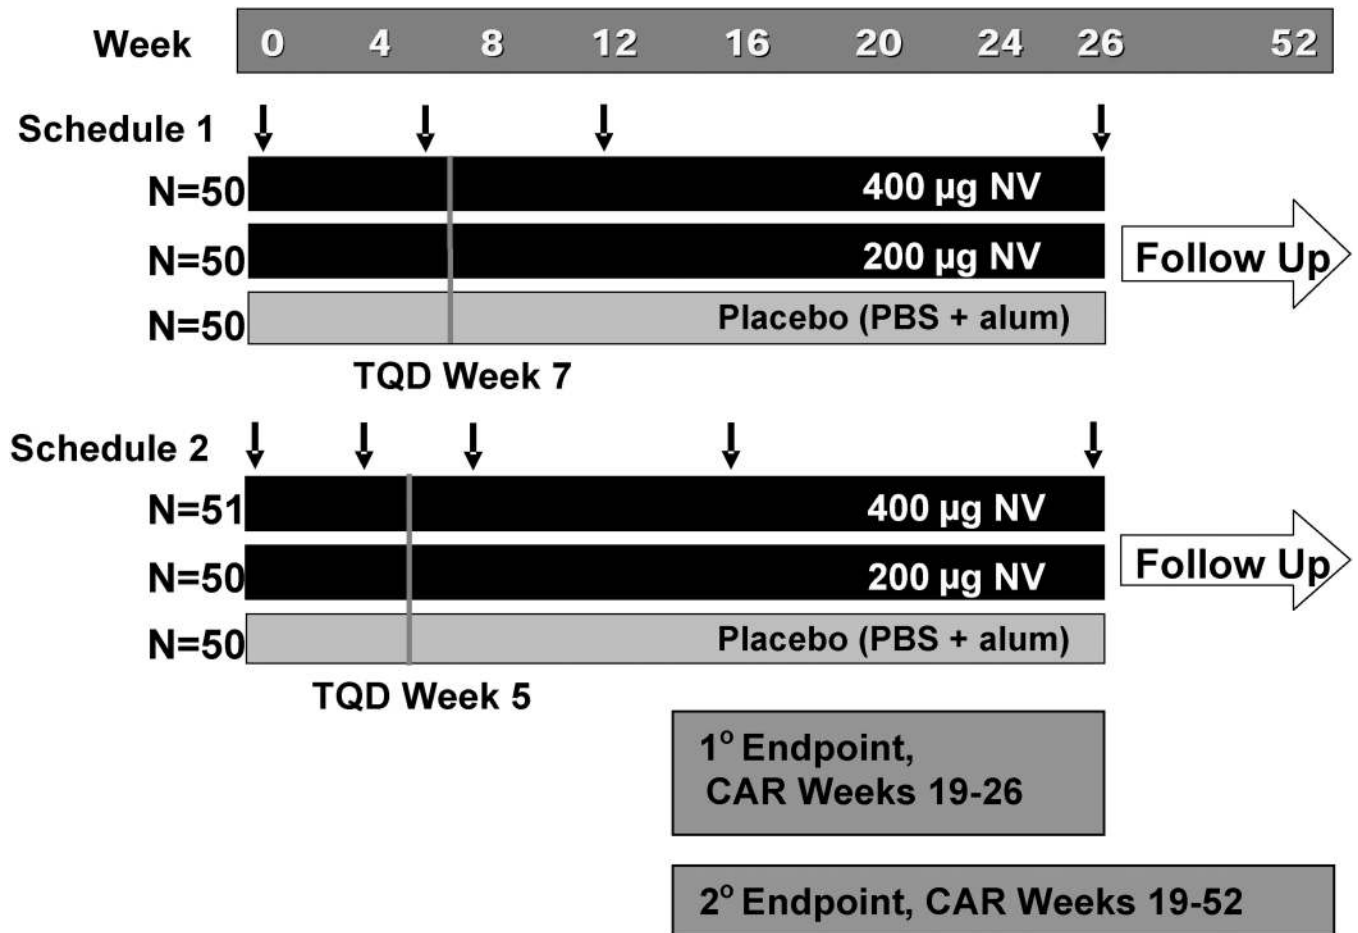 Week 0 4 8 12 16 20 24 26 52
Schedule 1
N=50 400 µg NV
N=50 200 µg NV
N=50 Placebo (PBS + alum)
Follow Up
TQD Week 7
Schedule 2
N=51 400 µg NV
N=50 200 µg NV
N=50 Placebo (PBS + alum)
Follow Up
TQD Week 5
1° Endpoint,
CAR Weeks 19-26
2° Endpoint, CAR Weeks 19-52